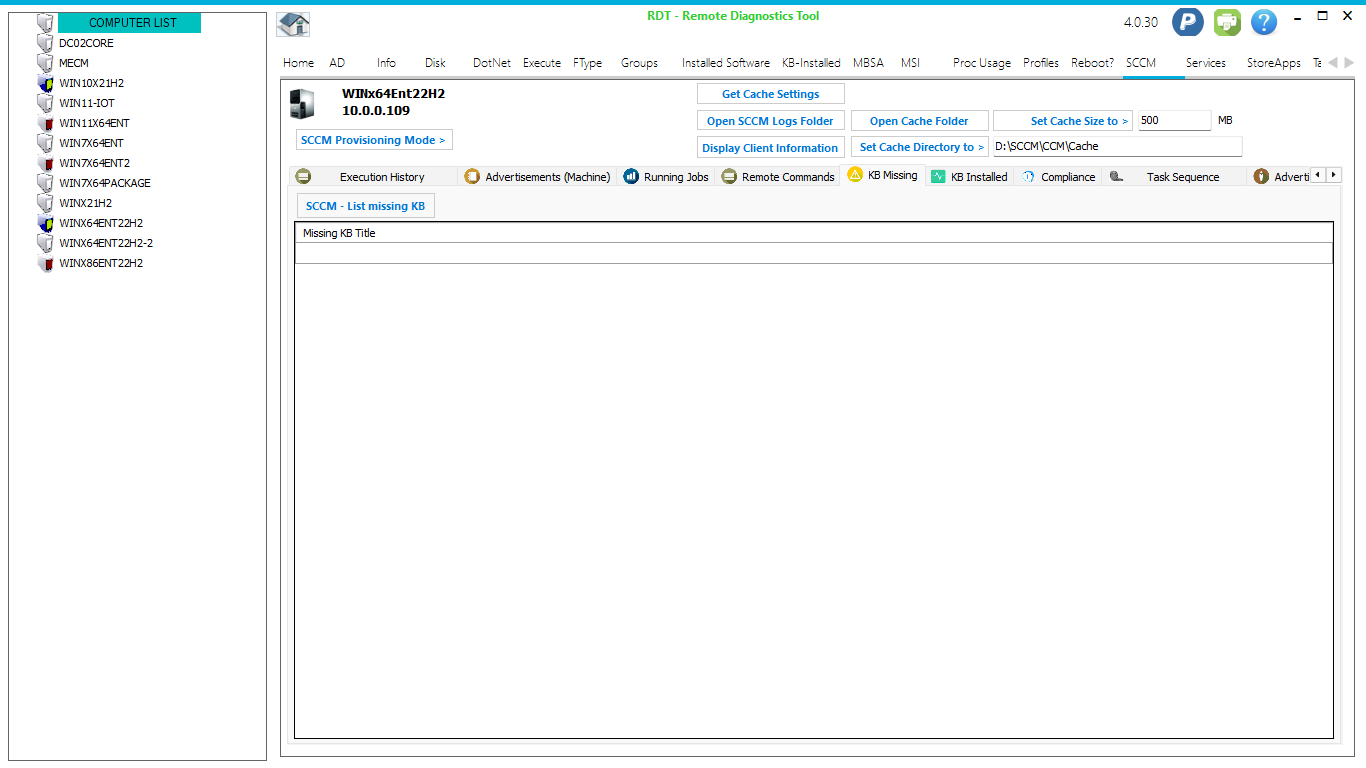 RDT - Remote Diagnostics Tool
4.0.30
P
?
COMPUTER LIST
DC02CORE
MECM
WIN10X21H2
WIN11-IOT
WIN11X64ENT
WIN7X64ENT
WIN7X64ENT2
WIN7X64PACKAGE
WINX21H2
WINX64ENT22H2
WINX64ENT22H2-2
WINX86ENT22H2
Home AD Info Disk DotNet Execute FType Groups Installed Software KB-Installed MBSA MSI Proc Usage Profiles Reboot? SCCM Services StoreApps Ta
WINx64Ent22H2
10.0.0.109
SCCM Provisioning Mode >
Get Cache Settings
Open SCCM Logs Folder Open Cache Folder Set Cache Size to > 500 MB
Display Client Information Set Cache Directory to > D:\SCCM\CCM\Cache
Execution History Advertisements (Machine) Running Jobs Remote Commands KB Missing KB Installed Compliance Task Sequence Adverti
SCCM - List missing KB
Missing KB Title